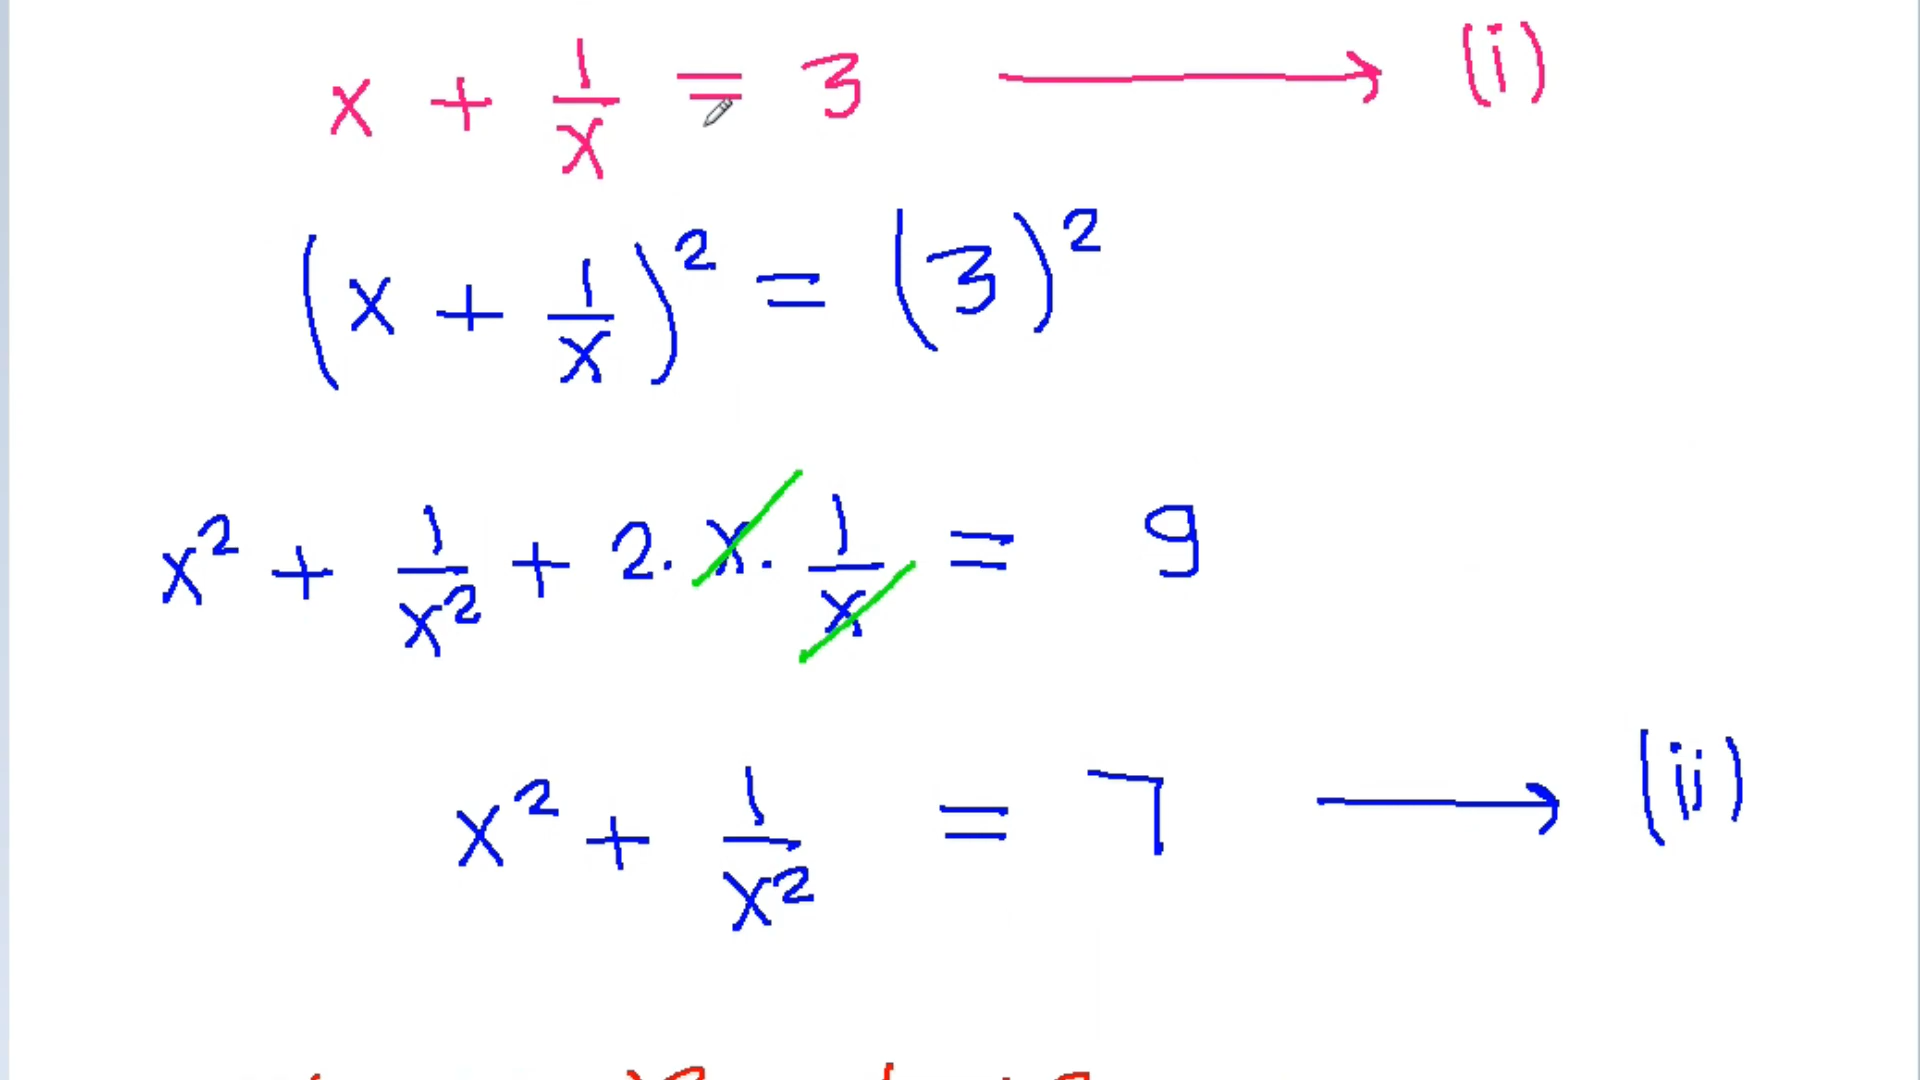 x + 1/x = 3 ⟶ (i)
(x + 1/x)² = (3)²
x² + 1/x² + 2. x. 1/x = 9
x² + 1/x² = 7 ⟶ (ii)